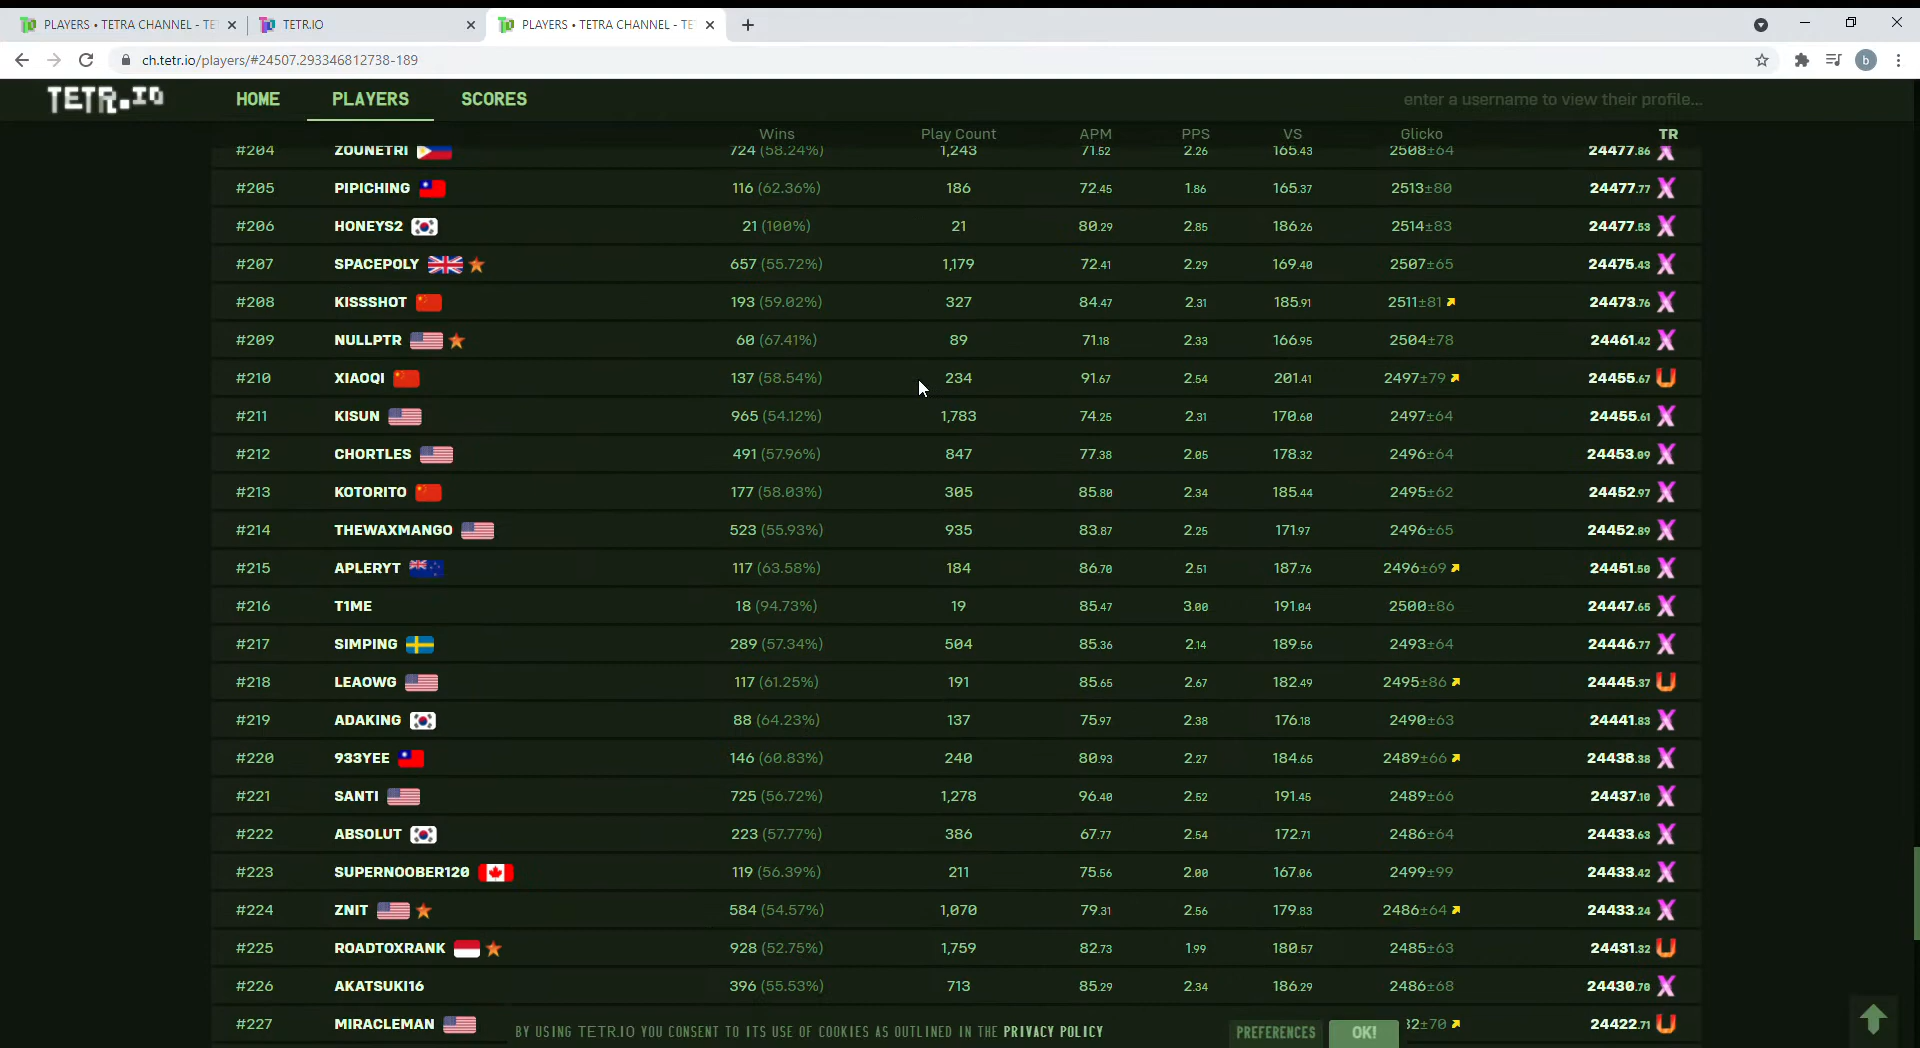 PLAYERS • TETRA CHANNEL - TE
TETR.IO
PLAYERS • TETRA CHANNEL - TE
ch.tetr.io/players/#24507.293346812738-189
b
TETR.IO HOME PLAYERS SCORES enter a username to view their profile...
Wins Play Count APM PPS VS Glicko TR
#204 ZOUNETRI 724 (58.24%) 1,243 71.52 2.26 165.43 2508±64 24477.86 X
#205 PIPICHING 116 (62.36%) 186 72.45 1.86 165.37 2513±80 24477.77 X
#206 HONEYS2 21 (100%) 21 80.29 2.85 186.26 2514±83 24477.53 X
#207 SPACEPOLY 657 (55.72%) 1,179 72.41 2.29 169.40 2507±65 24475.43 X
#208 KISSSHOT 193 (59.02%) 327 84.47 2.31 185.91 2511±81 24473.76 X
#209 NULLPTR 60 (67.41%) 89 71.18 2.33 166.95 2504±78 24461.42 X
#210 XIAOQI 137 (58.54%) 234 91.67 2.54 201.41 2497±79 24455.67 U
#211 KISUN 965 (54.12%) 1,783 74.25 2.31 170.60 2497±64 24455.61 X
#212 CHORTLES 491 (57.96%) 847 77.38 2.05 178.32 2496±64 24453.09 X
#213 KOTORITO 177 (58.03%) 305 85.80 2.34 185.44 2495±62 24452.97 X
#214 THEWAXMANGO 523 (55.93%) 935 83.87 2.25 171.97 2496±65 24452.89 X
#215 APLERYT 117 (63.58%) 184 86.70 2.51 187.76 2496±69 24451.50 X
#216 T1ME 18 (94.73%) 19 85.47 3.00 191.04 2500±86 24447.65 X
#217 SIMPING 289 (57.34%) 504 85.36 2.14 189.56 2493±64 24446.77 X
#218 LEAOWG 117 (61.25%) 191 85.65 2.67 182.49 2495±86 24445.37 U
#219 ADAKING 88 (64.23%) 137 75.97 2.38 176.18 2490±63 24441.83 X
#220 933YEE 146 (60.83%) 240 80.93 2.27 184.65 2489±66 24438.38 X
#221 SANTI 725 (56.72%) 1,278 96.40 2.52 191.45 2489±66 24437.10 X
#222 ABSOLUT 223 (57.77%) 386 67.77 2.54 172.71 2486±64 24433.63 X
#223 SUPERNOOBER120 119 (56.39%) 211 75.56 2.00 167.06 2499±99 24433.42 X
#224 ZNIT 584 (54.57%) 1,070 79.31 2.56 179.83 2486±64 24433.24 X
#225 ROADTOXRANK 928 (52.75%) 1,759 82.73 1.99 180.57 2485±63 24431.32 U
#226 AKATSUKI16 396 (55.53%) 713 85.29 2.34 186.29 2486±68 24430.70 X
#227 MIRACLEMAN 82±70 24422.71 U
BY USING TETR.IO YOU CONSENT TO ITS USE OF COOKIES AS OUTLINED IN THE PRIVACY POLICY PREFERENCES OK!